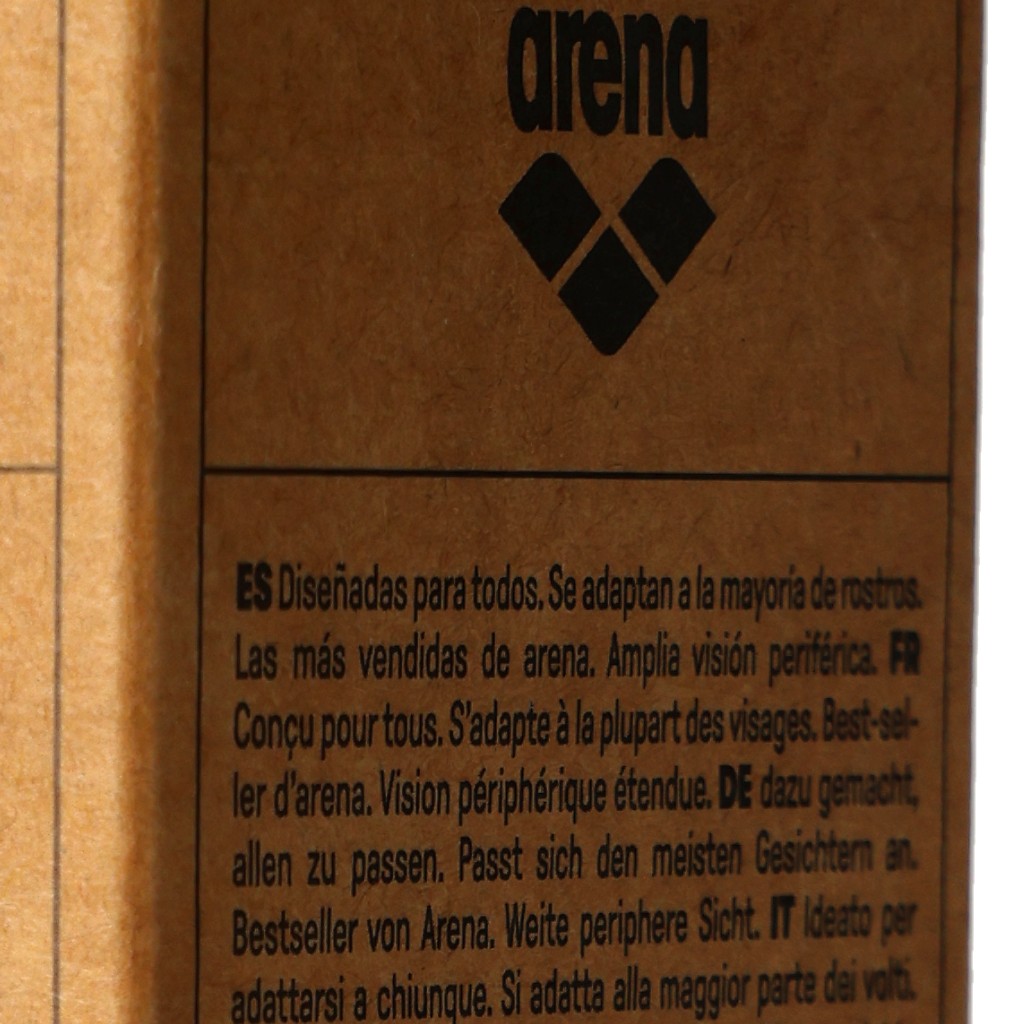 arena
ES Diseñadas para todos. Se adaptan a la mayoria de rostros.
Las más vendidas de arena. Amplia visión periférica. FR
Conçu pour tous. S'adapte à la plupart des visages. Best-sel-
ler d'arena. Vision périphérique étendue. DE dazu gemacht,
allen zu passen. Passt sich den meisten Gesichtern an.
Bestseller von Arena. Weite periphere Sicht. IT Ideato per
adattarsi a chiunque. Si adatta alla maggior parte dei volti.